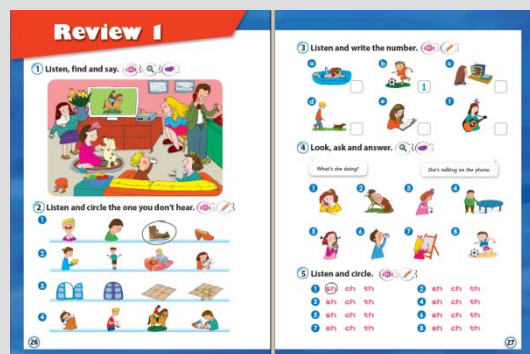 Review 1
1 Listen, find and say.
2 Listen and circle the one you don't hear.
1
2
3
4
26
3 Listen and write the number.
a b c
1
d e f
4 Look, ask and answer.
What's she doing?
She's talking on the phone.
1 2 3 4
5 6 7 8
5 Listen and circle.
1 sh ch th 2 sh ch th
3 sh ch th 4 sh ch th
5 sh ch th 6 sh ch th
7 sh ch th 8 sh ch th
27